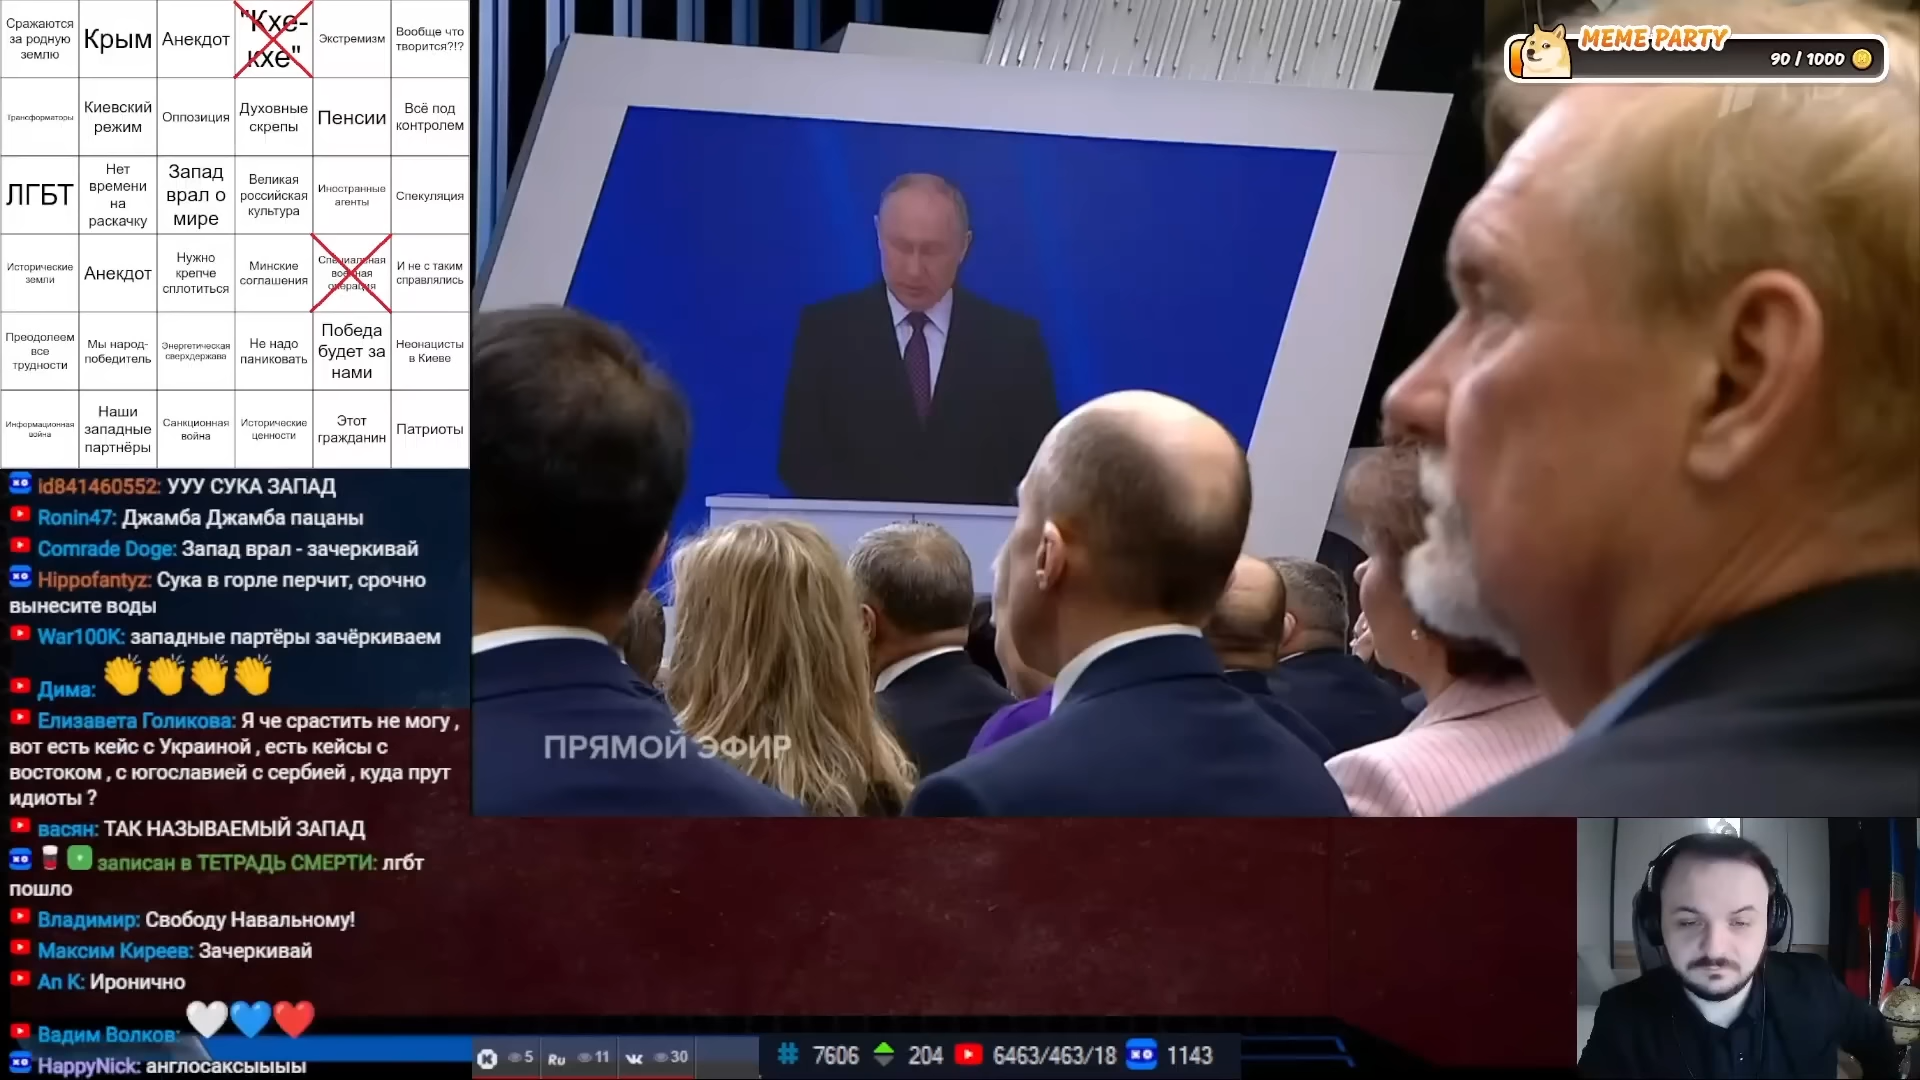 Сражаются
за родную
землю
Крым
Анекдот
"Кхе-
кхе"
Экстремизм
Вообще что
творится?!?
Трансформаторы
Киевский
режим
Оппозиция
Духовные
скрепы
Пенсии
Всё под
контролем
ЛГБТ
Нет
времени
на
раскачку
Запад
врал о
мире
Великая
российская
культура
Иностранные
агенты
Спекуляция
Исторические
земли
Анекдот
Нужно
крепче
сплотиться
Минские
соглашения
Специальная
военная
операция
И не с таким
справлялись
Преодолеем
все
трудности
Мы народ-
победитель
Энергетическая
сверхдержава
Не надо
паниковать
Победа
будет за
нами
Неонацисты
в Киеве
Информационная
война
Наши
западные
партнёры
Санкционная
война
Исторические
ценности
Этот
гражданин
Патриоты
MEME PARTY
90 / 1000
ПРЯМОЙ ЭФИР
id841460552: УУУ СУКА ЗАПАД
Ronin47: Джамба Джамба пацаны
Comrade Doge: Запад врал - зачеркивай
Hippofantyz: Сука в горле перчит, срочно
вынесите воды
War100K: западные партёры зачёркиваем
Дима: 👏👏👏👏
Елизавета Голикова: Я че срастить не могу ,
вот есть кейс с Украиной , есть кейсы с
востоком , с югославией с сербией , куда прут
идиоты ?
васян: ТАК НАЗЫВАЕМЫЙ ЗАПАД
записан в ТЕТРАДЬ СМЕРТИ: лгбт
пошло
Владимир: Свободу Навальному!
Максим Киреев: Зачеркивай
An K: Иронично
Вадим Волков: 🤍💙❤️
HappyNick: англосаксыыыы
K 5 Ru 11 VK 30
# 7606 204 6463/463/18 XO 1143